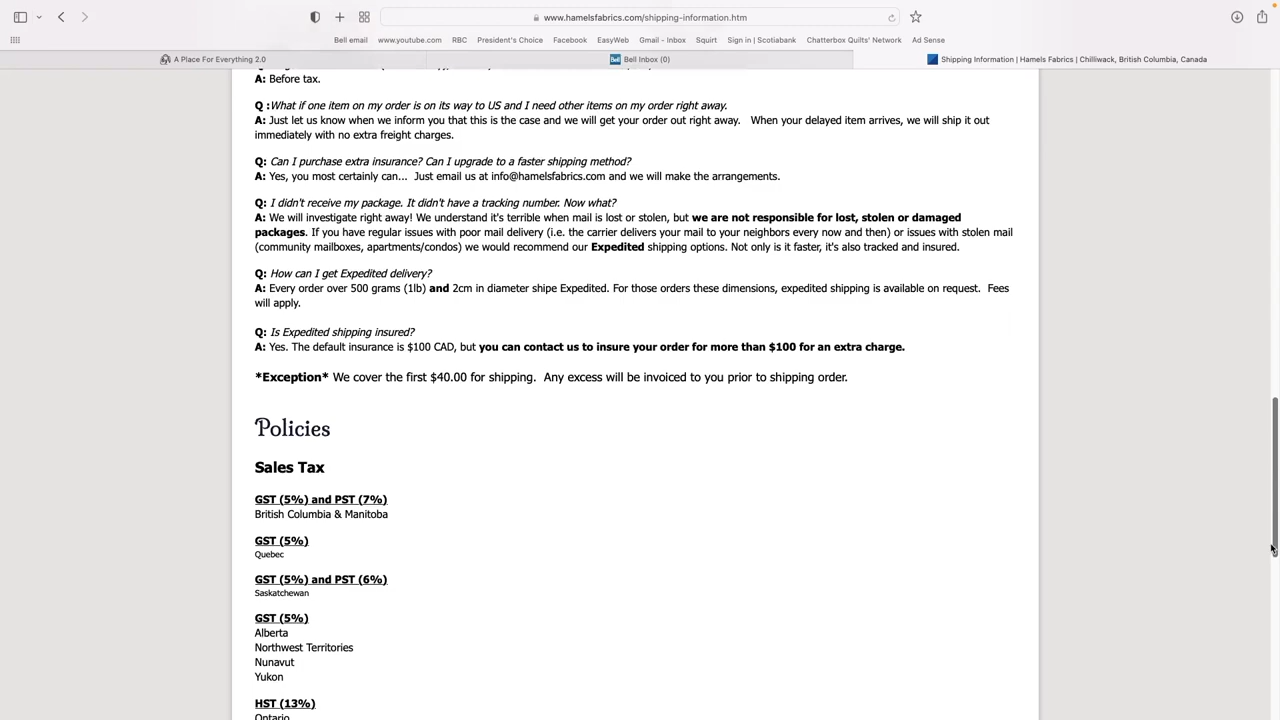 www.hamelsfabrics.com/shipping-information.htm
Bell email www.youtube.com RBC President's Choice Facebook EasyWeb Gmail - Inbox Squirt Sign in | Scotiabank Chatterbox Quilts' Network Ad Sense
A Place For Everything 2.0 Bell Inbox (0) Shipping Information | Hamels Fabrics | Chilliwack, British Columbia, Canada
A: Before tax.
Q :What if one item on my order is on its way to US and I need other items on my order right away.
A: Just let us know when we inform you that this is the case and we will get your order out right away. When your delayed item arrives, we will ship it out
immediately with no extra freight charges.
Q: Can I purchase extra insurance? Can I upgrade to a faster shipping method?
A: Yes, you most certainly can... Just email us at info@hamelsfabrics.com and we will make the arrangements.
Q: I didn't receive my package. It didn't have a tracking number. Now what?
A: We will investigate right away! We understand it's terrible when mail is lost or stolen, but we are not responsible for lost, stolen or damaged
packages. If you have regular issues with poor mail delivery (i.e. the carrier delivers your mail to your neighbors every now and then) or issues with stolen mail
(community mailboxes, apartments/condos) we would recommend our Expedited shipping options. Not only is it faster, it's also tracked and insured.
Q: How can I get Expedited delivery?
A: Every order over 500 grams (1lb) and 2cm in diameter shipe Expedited. For those orders these dimensions, expedited shipping is available on request. Fees
will apply.
Q: Is Expedited shipping insured?
A: Yes. The default insurance is $100 CAD, but you can contact us to insure your order for more than $100 for an extra charge.
*Exception* We cover the first $40.00 for shipping. Any excess will be invoiced to you prior to shipping order.
Policies
Sales Tax
GST (5%) and PST (7%)
British Columbia & Manitoba
GST (5%)
Quebec
GST (5%) and PST (6%)
Saskatchewan
GST (5%)
Alberta
Northwest Territories
Nunavut
Yukon
HST (13%)
Ontario